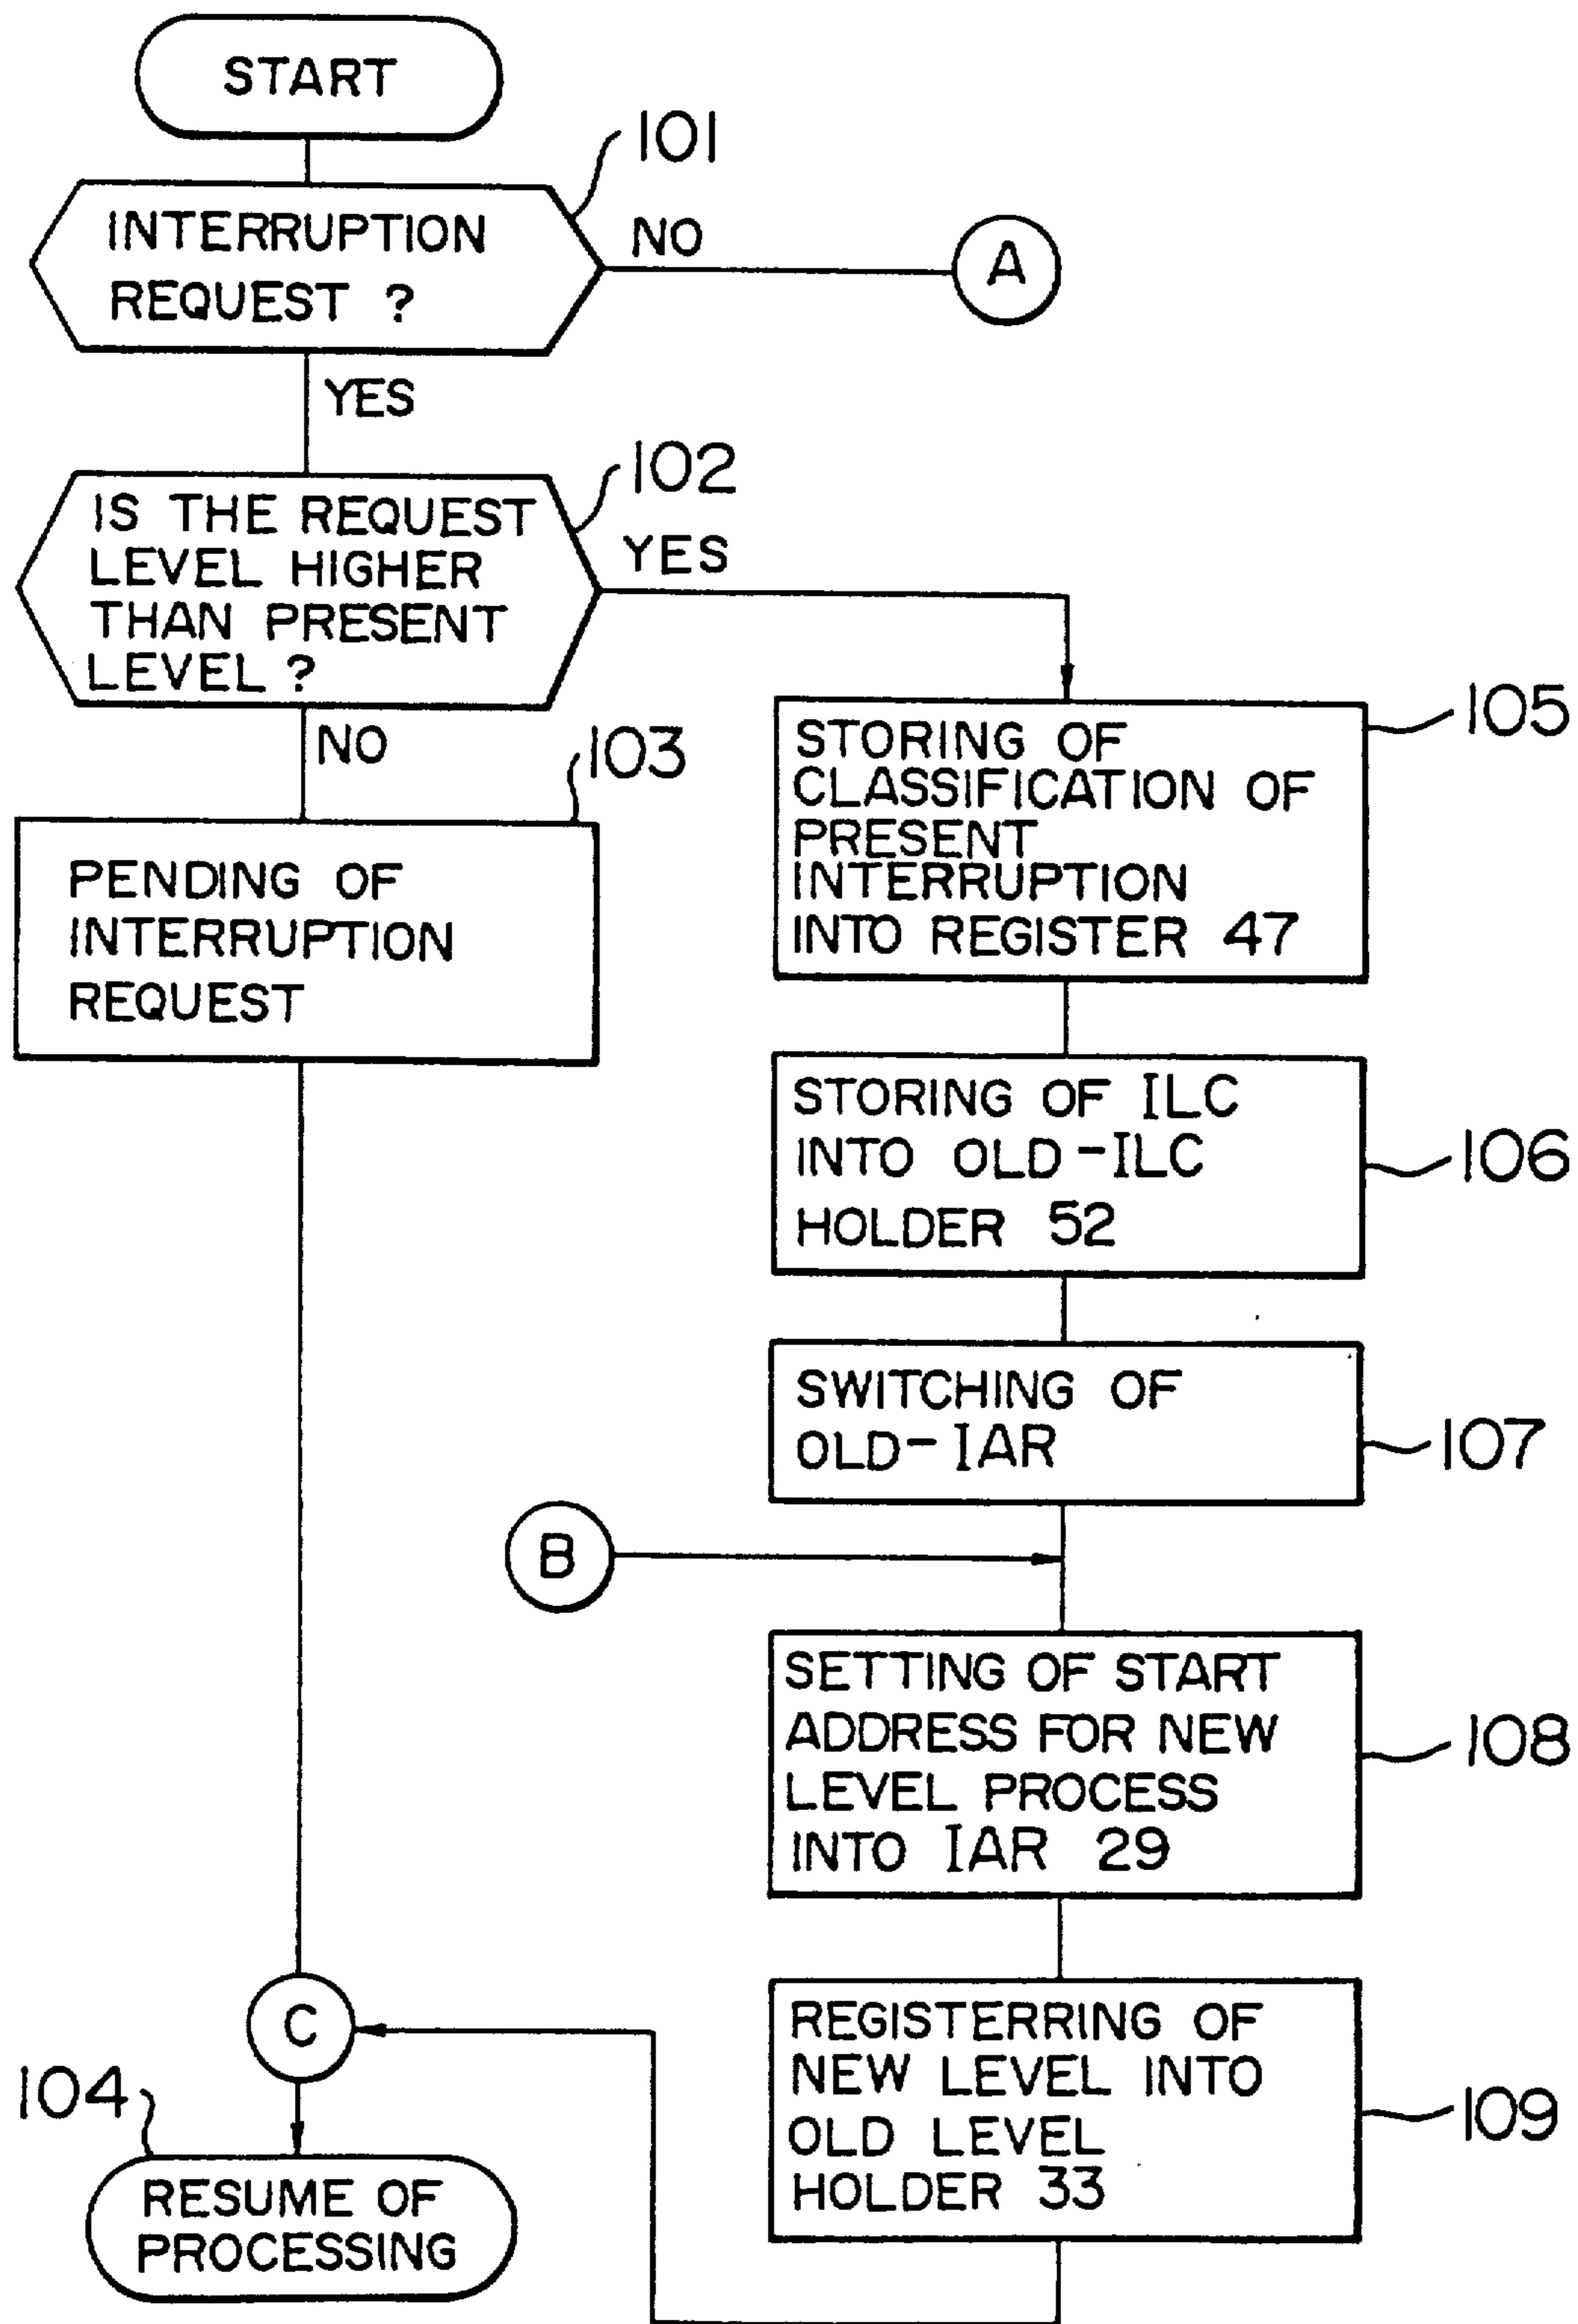 START
101
INTERRUPTION
REQUEST ?
NO
A
YES
102
IS THE REQUEST
LEVEL HIGHER
THAN PRESENT
LEVEL ?
YES
NO
103
PENDING OF
INTERRUPTION
REQUEST
105
STORING OF
CLASSIFICATION OF
PRESENT
INTERRUPTION
INTO REGISTER 47
STORING OF ILC
INTO OLD-ILC
HOLDER 52
106
SWITCHING OF
OLD-IAR
107
B
SETTING OF START
ADDRESS FOR NEW
LEVEL PROCESS
INTO IAR 29
108
REGISTERRING OF
NEW LEVEL INTO
OLD LEVEL
HOLDER 33
109
C
104
RESUME OF
PROCESSING